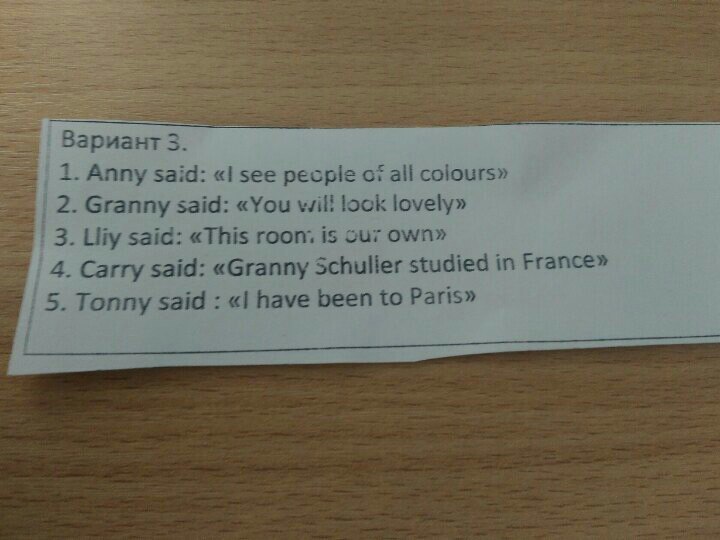 Вариант 3.
1. Anny said: «I see people of all colours»
2. Granny said: «You will look lovely»
3. Lliy said: «This room is our own»
4. Carry said: «Granny Schuller studied in France»
5. Tonny said : «I have been to Paris»